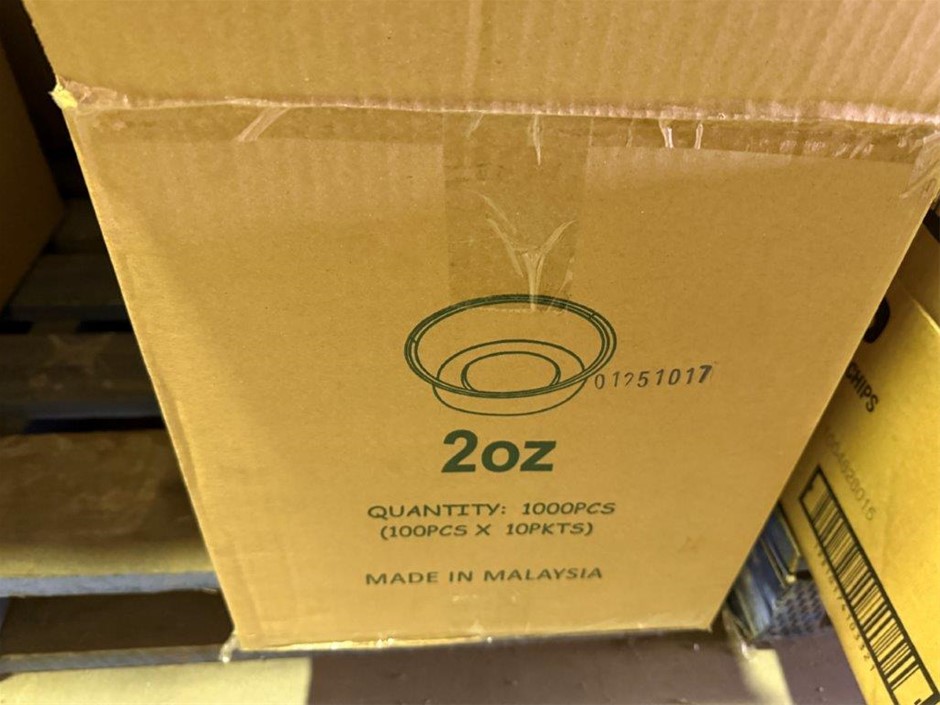 01251017
2oz
QUANTITY: 1000PCS
(100PCS X 10PKTS)
MADE IN MALAYSIA
CHIPS